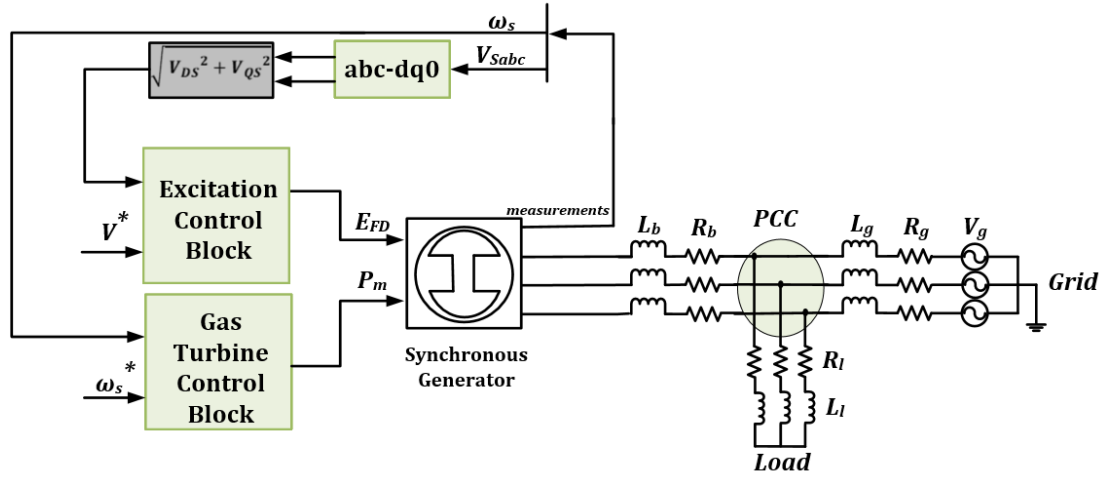 ωs
√VDS² + VQS²
abc-dq0
VSabc
Excitation
Control
Block
V*
EFD
Pm
measurements
Synchronous
Generator
Gas
Turbine
Control
Block
ωs*
Lb
Rb
PCC
Lg
Rg
Vg
Grid
Rl
Ll
Load